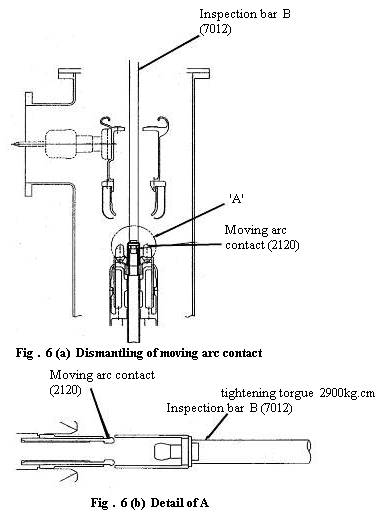 Inspection bar B
(7012)
'A'
Moving arc
contact (2120)
Fig . 6 (a) Dismantling of moving arc contact
Moving arc contact
(2120)
tightening torgue 2900kg.cm
Inspection bar B (7012)
Fig . 6 (b) Detail of A